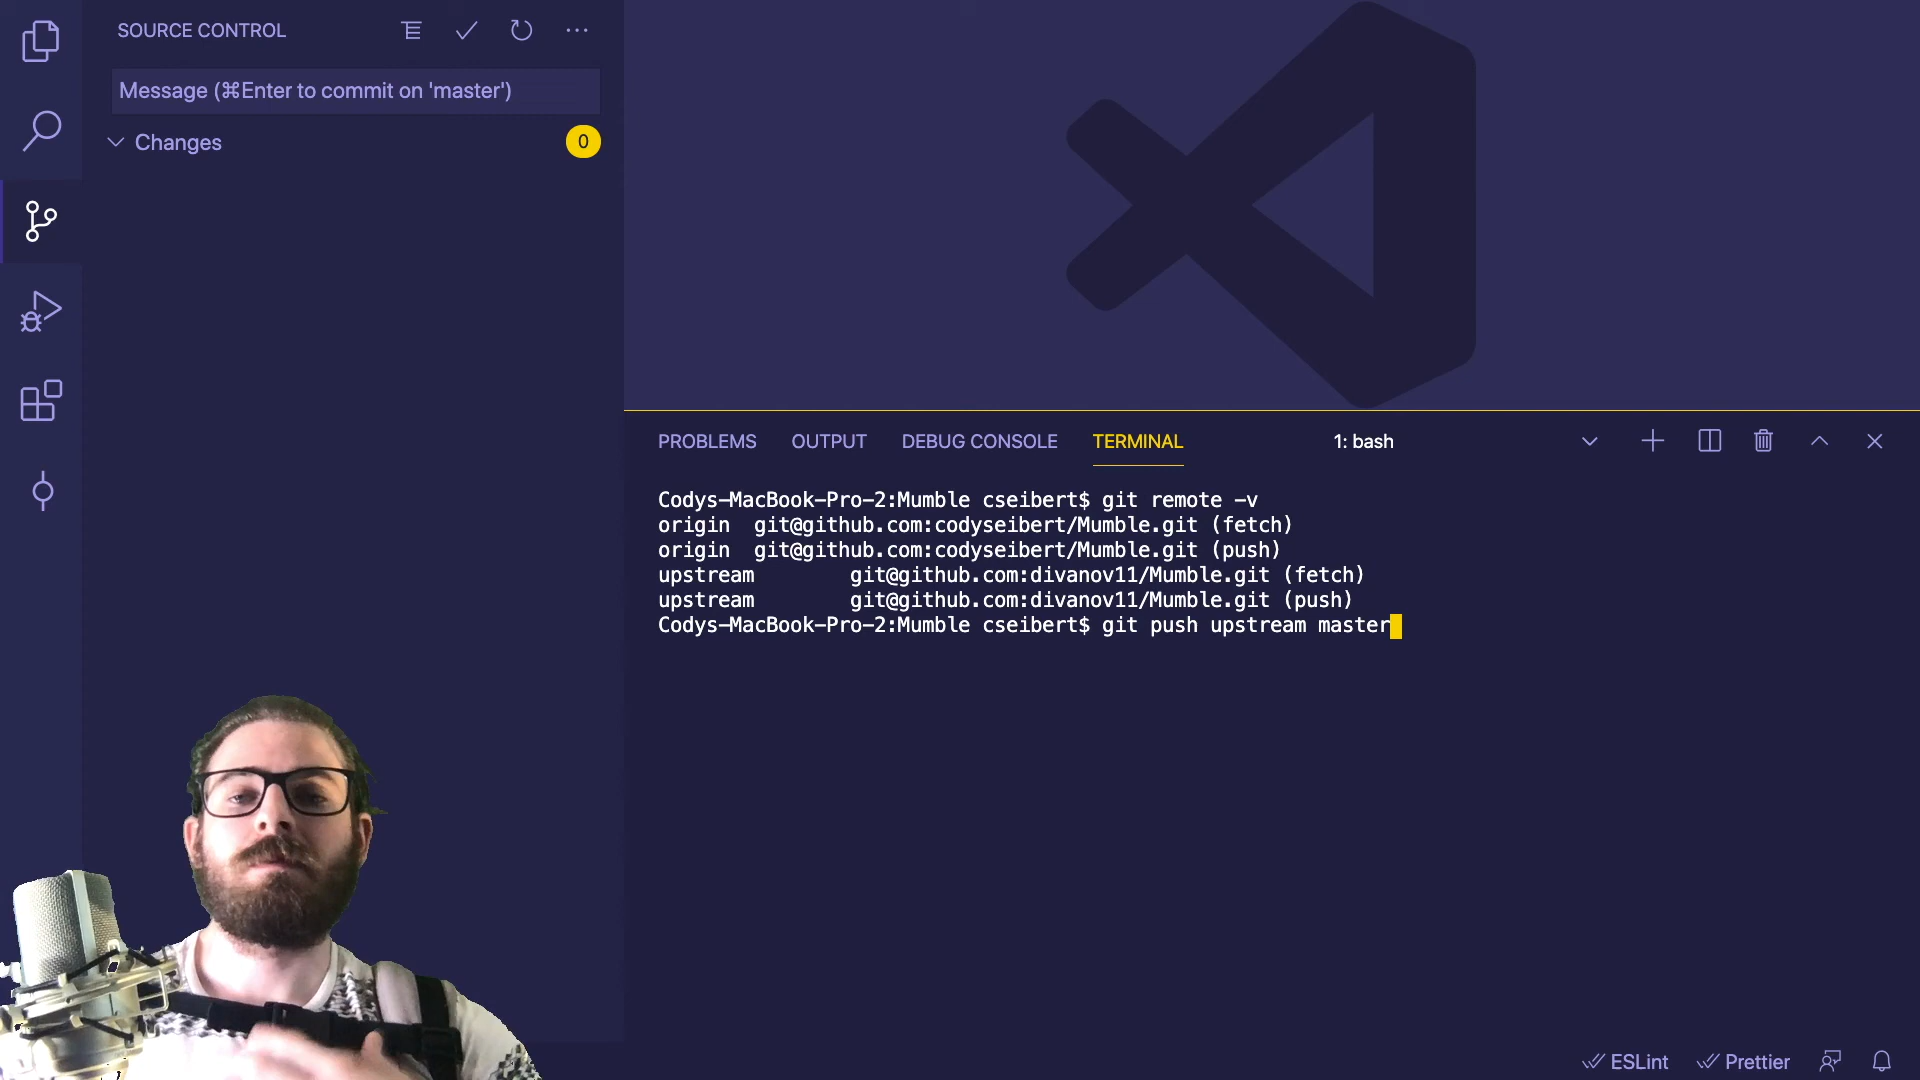 SOURCE CONTROL
Message (⌘Enter to commit on 'master')
Changes
0
PROBLEMS OUTPUT DEBUG CONSOLE TERMINAL 1: bash
Codys-MacBook-Pro-2:Mumble cseibert$ git remote -v
origin git@github.com:codyseibert/Mumble.git (fetch)
origin git@github.com:codyseibert/Mumble.git (push)
upstream git@github.com:divanov11/Mumble.git (fetch)
upstream git@github.com:divanov11/Mumble.git (push)
Codys-MacBook-Pro-2:Mumble cseibert$ git push upstream master
ESLint Prettier